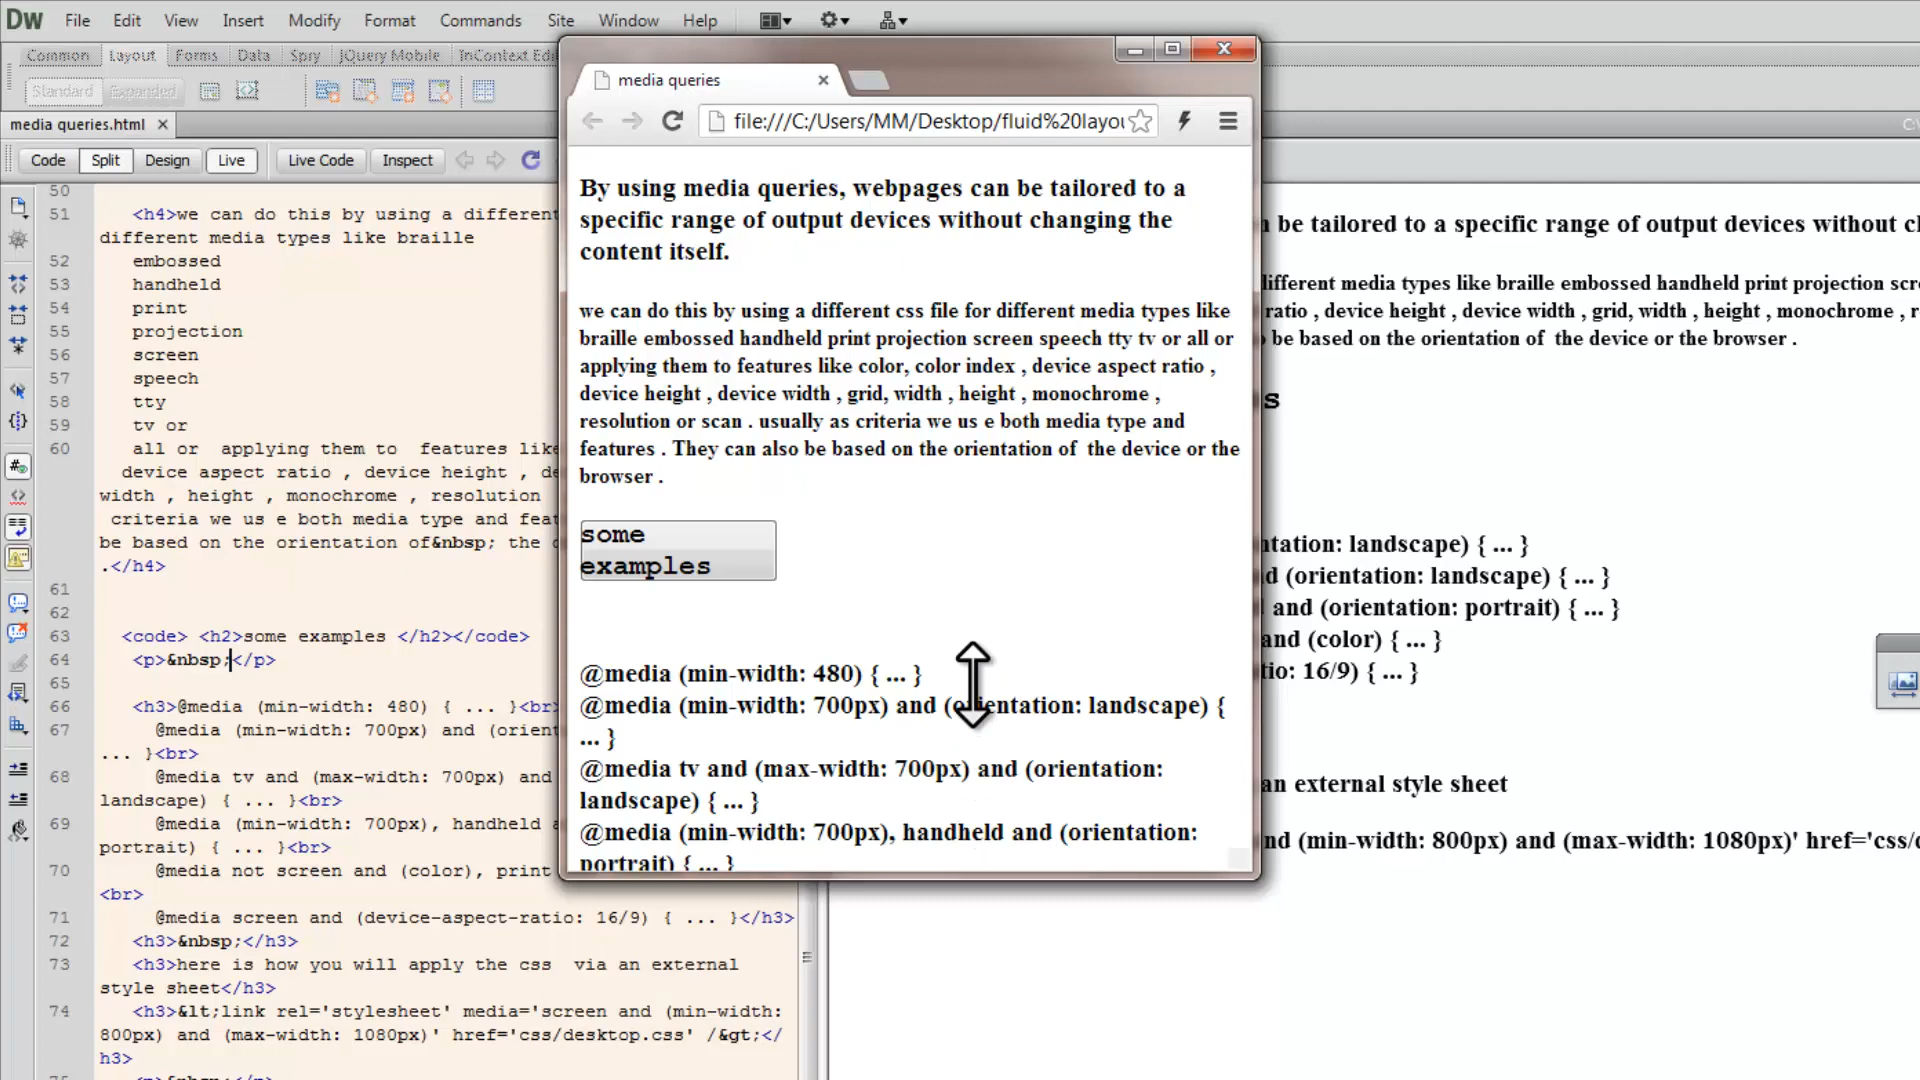 Dw File Edit View Insert Modify Format Commands Site Window Help
Common Layout Forms Data Spry jQuery Mobile InContext Edi
Standard Expanded
media queries.html
Code Split Design Live Live Code Inspect
50
51 <h4>we can do this by using a different
different media types like braille
52 embossed
53 handheld
54 print
55 projection
56 screen
57 speech
58 tty
59 tv or
60 all or applying them to features like
device aspect ratio , device height , de
width , height , monochrome , resolution
criteria we us e both media type and feat
be based on the orientation of&nbsp; the d
.</h4>
61
62
63 <code> <h2>some examples </h2></code>
64 <p>&nbsp;</p>
65
66 <h3>@media (min-width: 480) { ... }<br>
67 @media (min-width: 700px) and (orient
... }<br>
68 @media tv and (max-width: 700px) and
landscape) { ... }<br>
69 @media (min-width: 700px), handheld a
portrait) { ... }<br>
70 @media not screen and (color), print
<br>
71 @media screen and (device-aspect-ratio: 16/9) { ... }</h3>
72 <h3>&nbsp;</h3>
73 <h3>here is how you will apply the css via an external
style sheet</h3>
74 <h3>&lt;link rel='stylesheet' media='screen and (min-width:
800px) and (max-width: 1080px)' href='css/desktop.css' /&gt;</
h3>
media queries
file:///C:/Users/MM/Desktop/fluid%20layou
By using media queries, webpages can be tailored to a
specific range of output devices without changing the
content itself.
we can do this by using a different css file for different media types like
braille embossed handheld print projection screen speech tty tv or all or
applying them to features like color, color index , device aspect ratio ,
device height , device width , grid, width , height , monochrome ,
resolution or scan . usually as criteria we us e both media type and
features . They can also be based on the orientation of the device or the
browser .
some
examples
@media (min-width: 480) { ... }
@media (min-width: 700px) and (orientation: landscape) {
... }
@media tv and (max-width: 700px) and (orientation:
landscape) { ... }
@media (min-width: 700px), handheld and (orientation:
portrait) { ... }
be tailored to a specific range of output devices without c
ifferent media types like braille embossed handheld print projection scre
ratio , device height , device width , grid, width , height , monochrome , r
be based on the orientation of the device or the browser .
s
ntation: landscape) { ... }
d (orientation: landscape) { ... }
and (orientation: portrait) { ... }
and (color) { ... }
tio: 16/9) { ... }
an external style sheet
nd (min-width: 800px) and (max-width: 1080px)' href='css/d